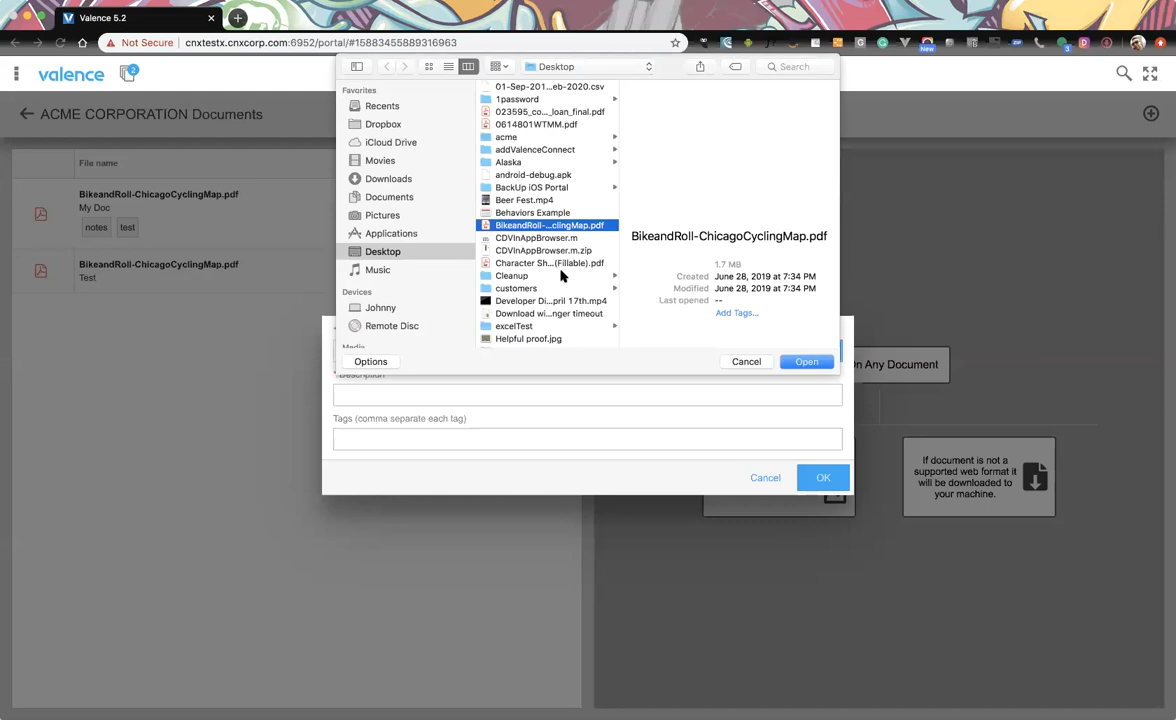 Valence 5.2
Not Secure
cnxtestx.cnxcorp.com:6952/portal/#15883455889316963
New
3
valence
2
Desktop
Search
ACME CORPORATION Documents
File name
BikeandRoll-ChicagoCyclingMap.pdf
My Doc
notes
test
BikeandRoll-ChicagoCyclingMap.pdf
Test
Favorites
Recents
Dropbox
iCloud Drive
Movies
Downloads
Documents
Pictures
Applications
Desktop
Music
Devices
Johnny
Remote Disc
Media
01-Sep-201...eb-2020.csv
1password
023595_co..._loan_final.pdf
0614801WTMM.pdf
acme
addValenceConnect
Alaska
android-debug.apk
BackUp iOS Portal
Beer Fest.mp4
Behaviors Example
BikeandRoll-...clingMap.pdf
CDVInAppBrowser.m
CDVInAppBrowser.m.zip
Character Sh...(Fillable).pdf
Cleanup
customers
Developer Di...pril 17th.mp4
Download wi...nger timeout
excelTest
Helpful proof.jpg
BikeandRoll-ChicagoCyclingMap.pdf
1.7 MB
Created June 28, 2019 at 7:34 PM
Modified June 28, 2019 at 7:34 PM
Last opened --
Add Tags...
Options
Cancel
Open
On Any Document
Description
Tags (comma separate each tag)
Cancel
OK
If document is not a
supported web format it
will be downloaded to
your machine.